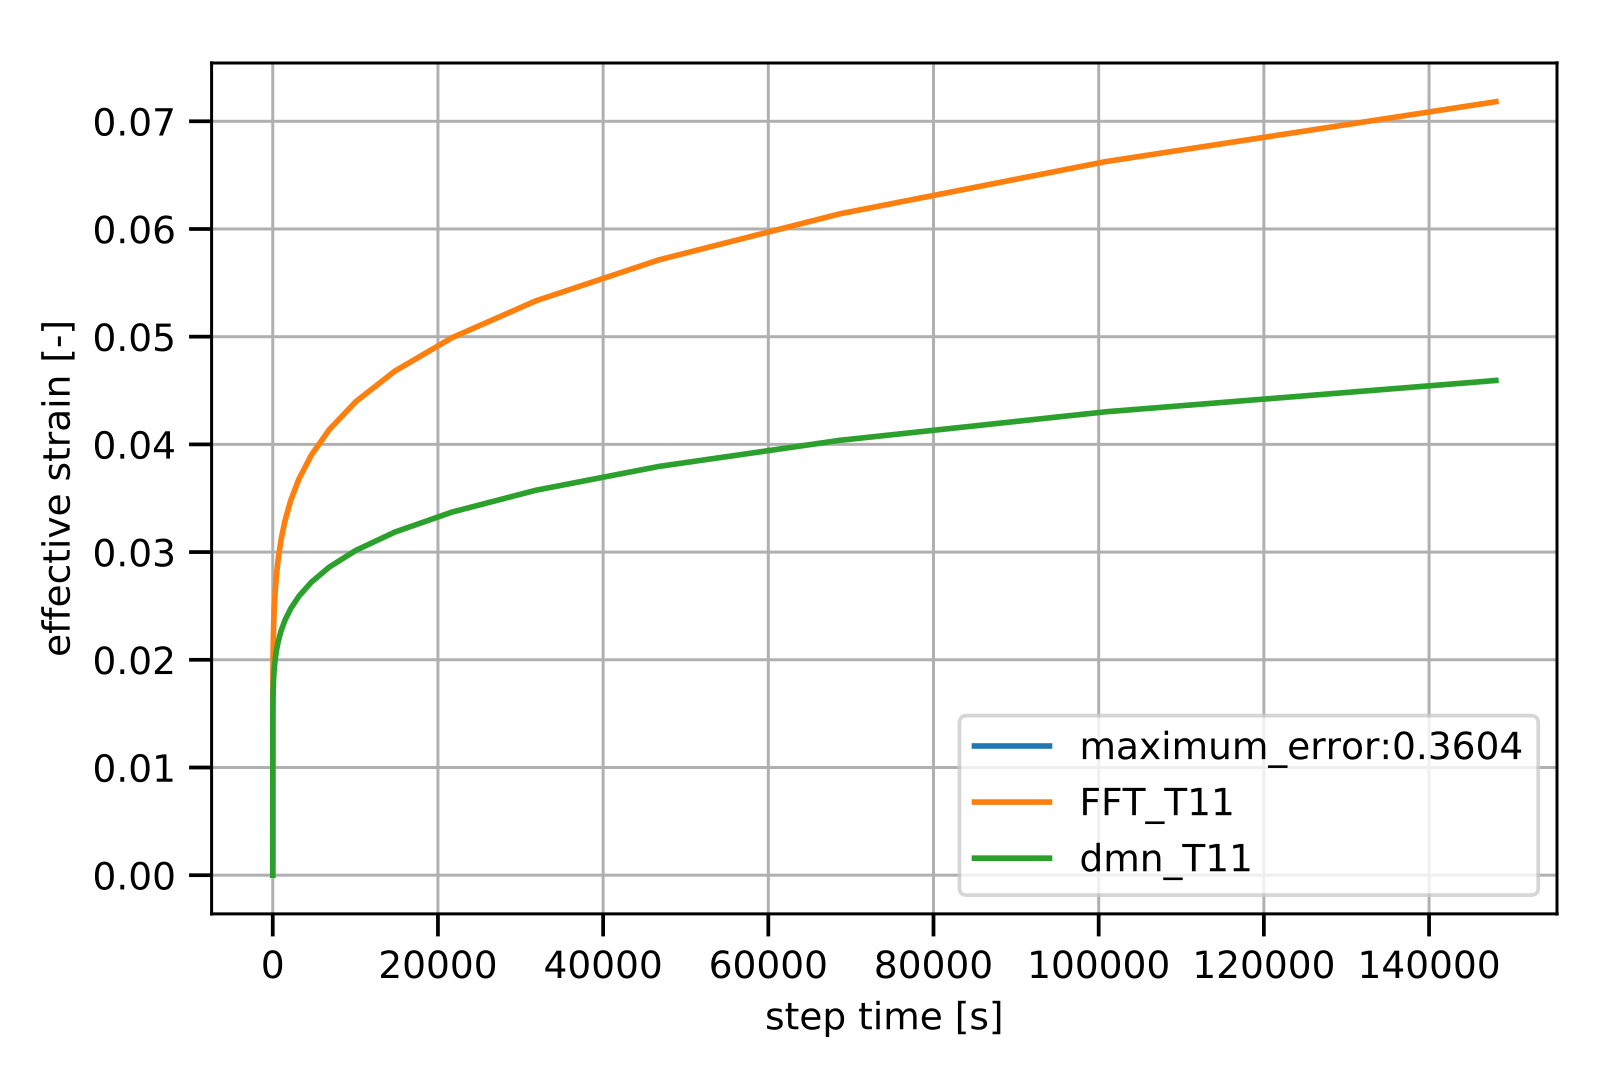 0.07
0.06
0.05
0.04
0.03
0.02
0.01
0.00
effective strain [-]
maximum_error:0.3604
FFT_T11
dmn_T11
0 20000 40000 60000 80000 100000 120000 140000
step time [s]